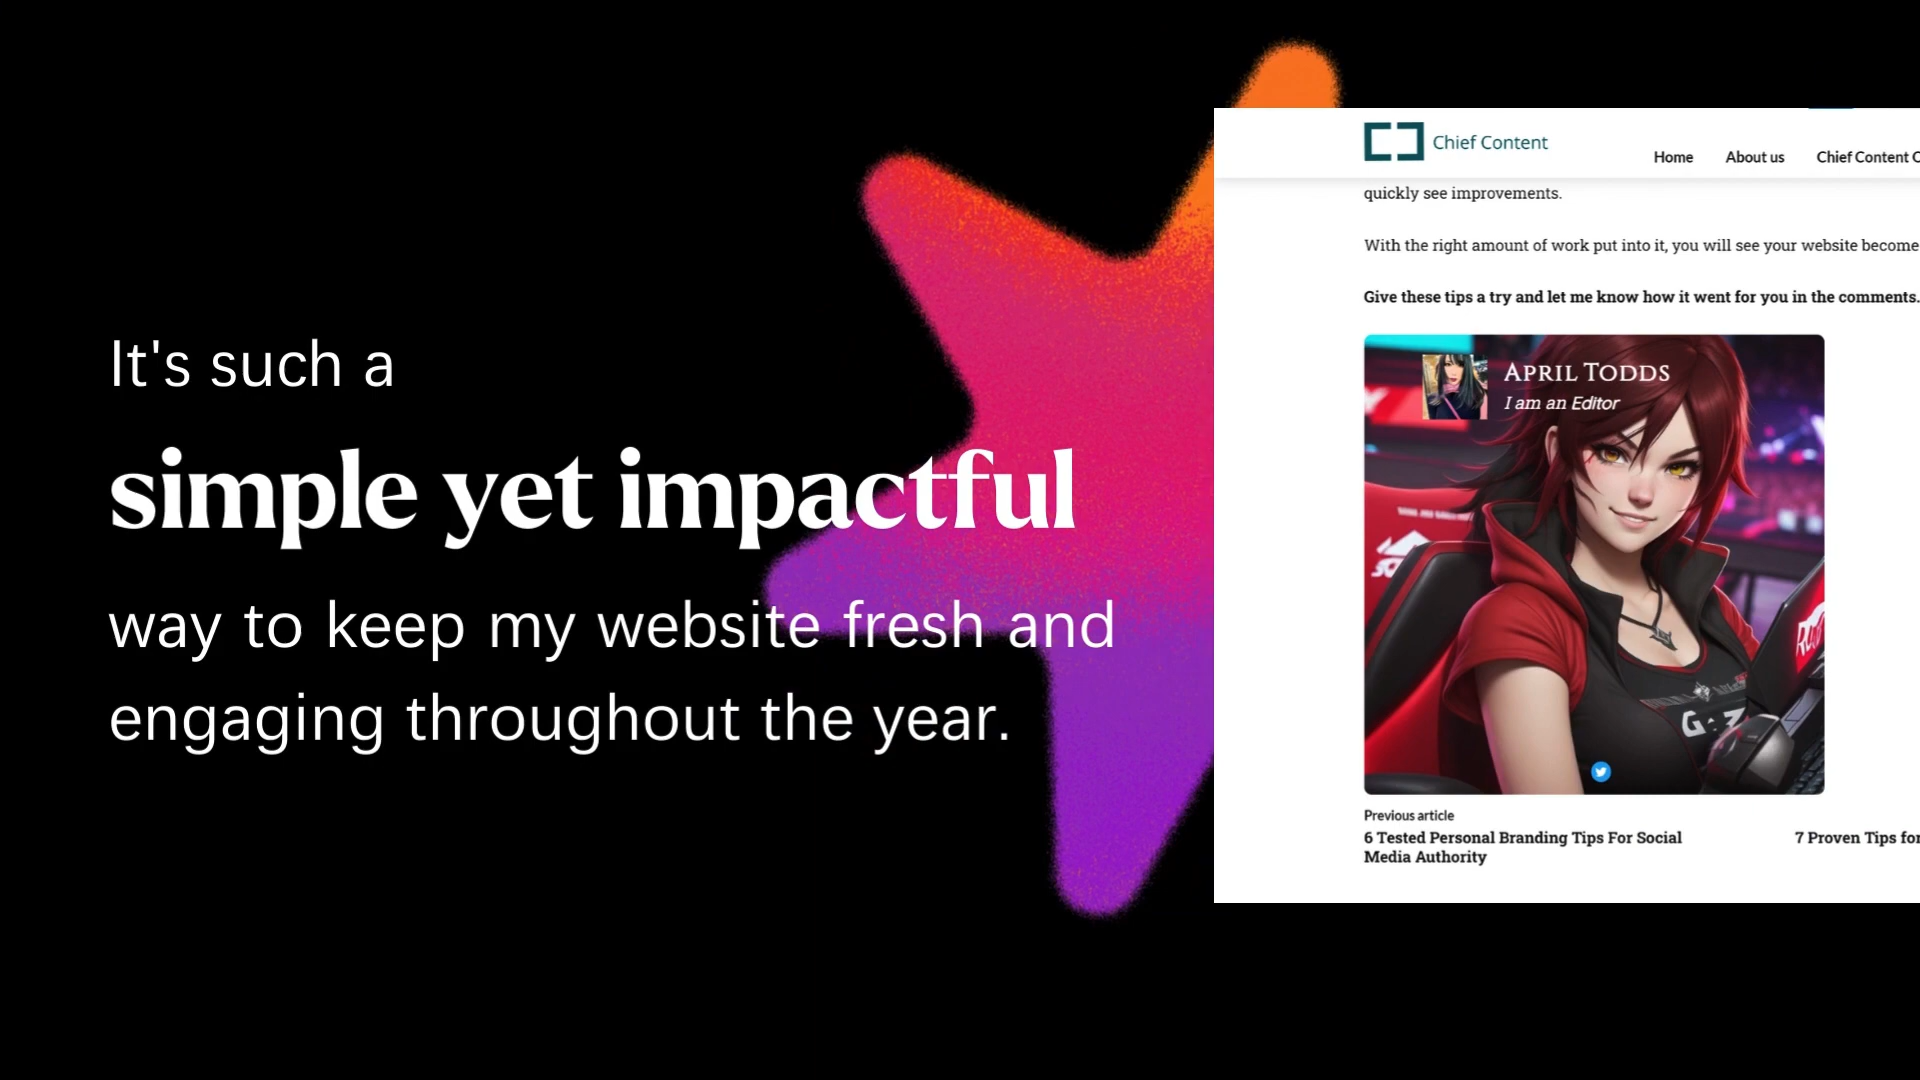 It's such a
simple yet impactful
way to keep my website fresh and
engaging throughout the year.
Chief Content
Home About us Chief Content
quickly see improvements.
With the right amount of work put into it, you will see your website become
Give these tips a try and let me know how it went for you in the comments.
April Todds
I am an Editor
Previous article
6 Tested Personal Branding Tips For Social
Media Authority
7 Proven Tips for